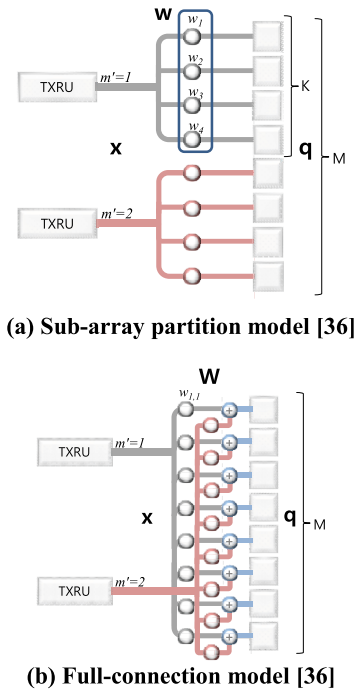 w
w1
TXRU m'=1
w2
K
w3
w4
x
q
M
TXRU m'=2
(a) Sub-array partition model [36]
W
w1,1
+
TXRU m'=1
+
+
x
+
q
M
+
TXRU m'=2
+
+
+
(b) Full-connection model [36]